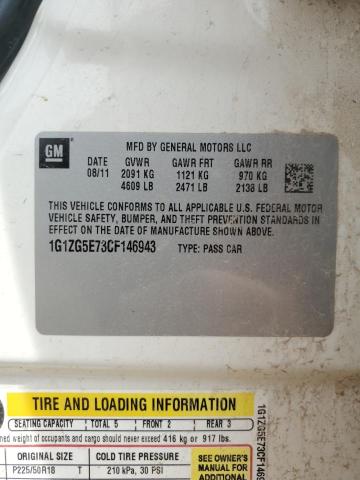 GM
MFD BY GENERAL MOTORS LLC
DATE GVWR GAWR FRT GAWR RR
08/11 2091 KG 1121 KG 970 KG
4609 LB 2471 LB 2138 LB
THIS VEHICLE CONFORMS TO ALL APPLICABLE U.S. FEDERAL MOTOR
VEHICLE SAFETY, BUMPER, AND THEFT PREVENTION STANDARDS IN
EFFECT ON THE DATE OF MANUFACTURE SHOWN ABOVE.
1G1ZG5E73CF146943 TYPE: PASS CAR
TIRE AND LOADING INFORMATION
SEATING CAPACITY TOTAL 5 FRONT 2 REAR 3
weight of occupants and cargo should never exceed 416 kg or 917 lbs.
ORIGINAL SIZE COLD TIRE PRESSURE
P225/50R18 T 210 kPa, 30 PSI
SEE OWNER'S
MANUAL FOR
ADDITIONAL
1G1ZG5E73CF1469